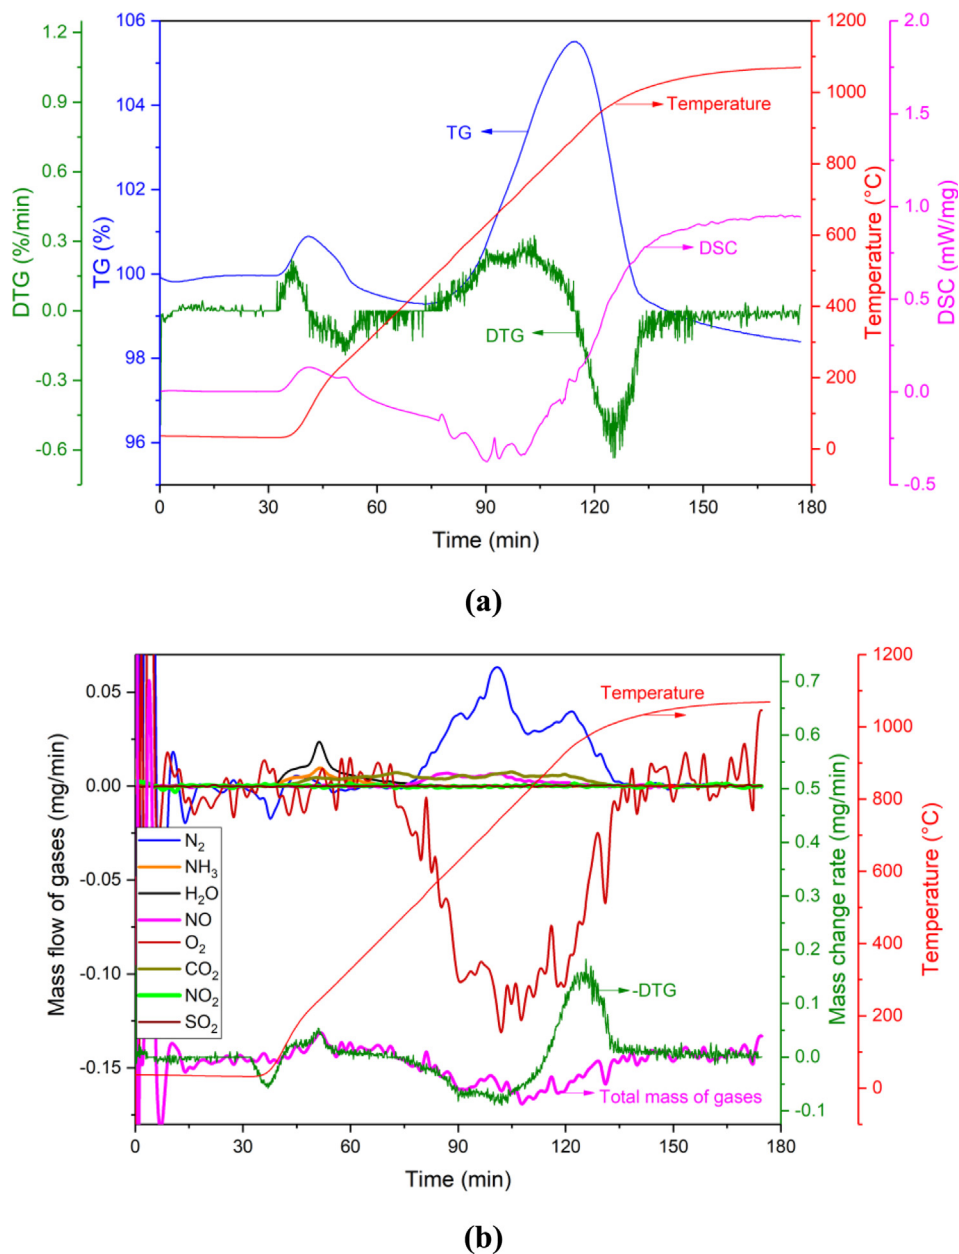 106
104
102
100
98
96
TG (%)
1.2
0.9
0.6
0.3
0.0
-0.3
-0.6
DTG (%/min)
1200
1000
800
600
400
200
0
Temperature (°C)
2.0
1.5
1.0
0.5
0.0
-0.5
DSC (mW/mg)
TG
Temperature
DSC
DTG
0 30 60 90 120 150 180
Time (min)
(a)
0.05
0.00
-0.05
-0.10
-0.15
Mass flow of gases (mg/min)
0.7
0.6
0.5
0.4
0.3
0.2
0.1
0.0
-0.1
Mass change rate (mg/min)
1200
1000
800
600
400
200
0
Temperature (°C)
Temperature
N2
NH3
H2O
NO
O2
CO2
NO2
SO2
-DTG
Total mass of gases
0 30 60 90 120 150 180
Time (min)
(b)